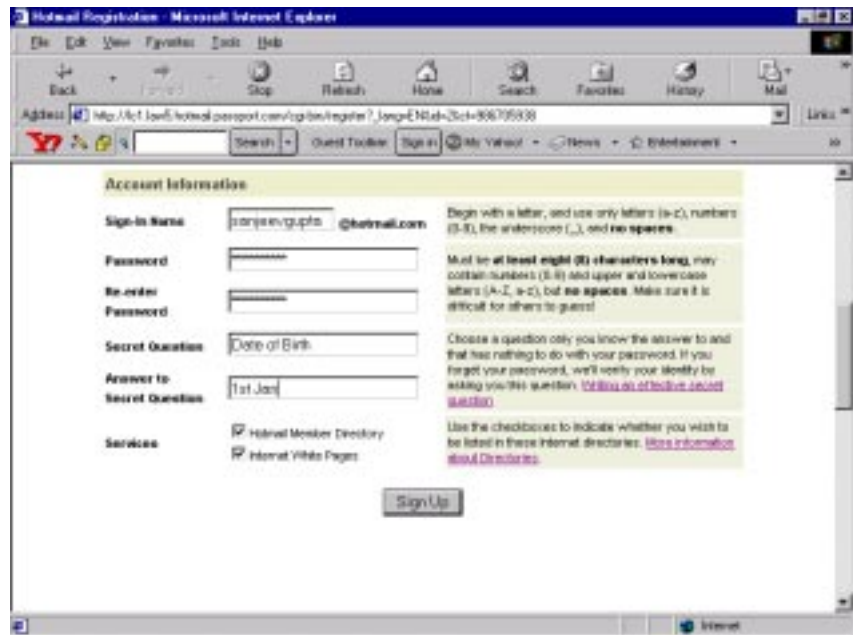 Hotmail Registration - Microsoft Internet Explorer
File Edit View Favorites Tools Help
Back Forward Stop Refresh Home Search Favorites History Mail
Address Links
Search Guest Toolbar Sign in My Yahoo! News Entertainment
Account Information
Sign-In Name
sanjeevgupta @hotmail.com
Begin with a letter, and use only letters (a-z), numbers
(0-9), the underscore (_), and no spaces.
Password
Must be at least eight (8) characters long, may
contain numbers (0-9) and upper and lowercase
letters (A-Z, a-z), but no spaces. Make sure it is
difficult for others to guess!
Re-enter
Password
Secret Question
Date of Birth
Choose a question only you know the answer to and
that has nothing to do with your password. If you
forget your password, we'll verify your identity by
asking you this question. Writing an effective secret
question
Answer to
Secret Question
1st Jan
Services
Hotmail Member Directory
Internet White Pages
Use the checkboxes to indicate whether you wish to
be listed in these Internet directories. More information
about Directories.
Sign Up
Internet